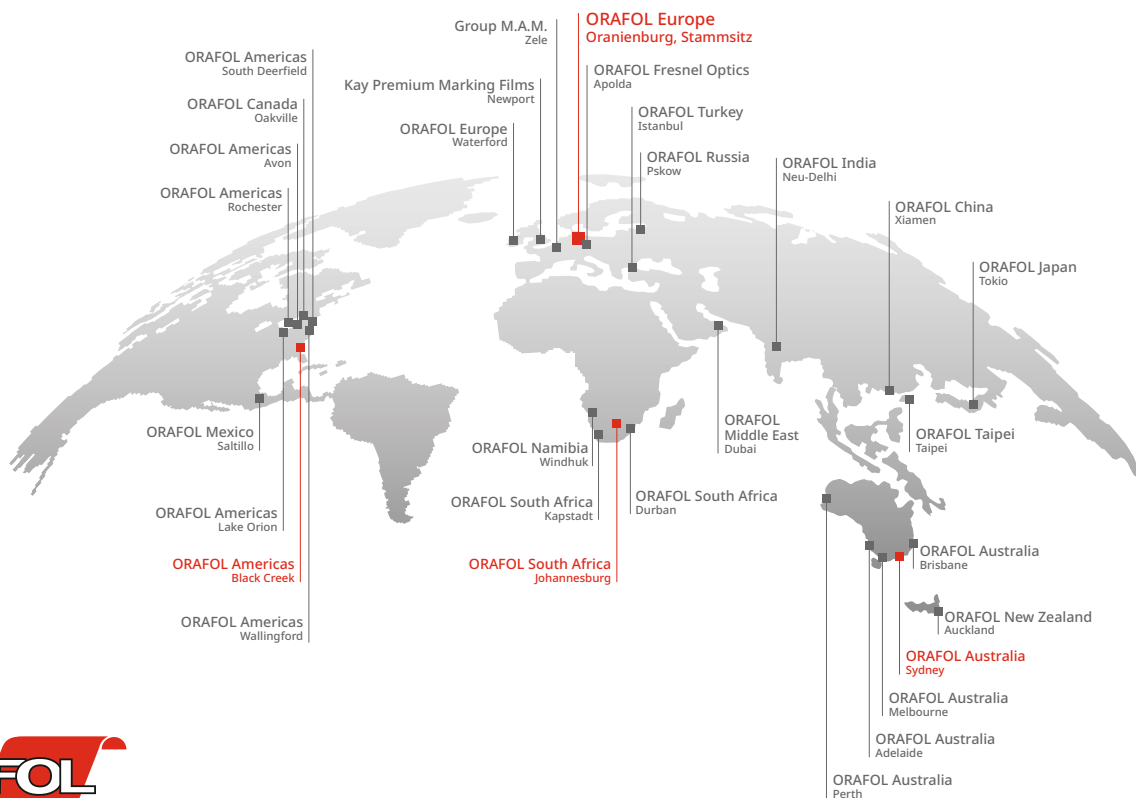 Group M.A.M.
Zele
ORAFOL Europe
Oranienburg, Stammsitz
ORAFOL Americas
South Deerfield
Kay Premium Marking Films
Newport
ORAFOL Fresnel Optics
Apolda
ORAFOL Canada
Oakville
ORAFOL Europe
Waterford
ORAFOL Turkey
Istanbul
ORAFOL Americas
Avon
ORAFOL Russia
Pskow
ORAFOL India
Neu-Delhi
ORAFOL Americas
Rochester
ORAFOL China
Xiamen
ORAFOL Japan
Tokio
ORAFOL Mexico
Saltillo
ORAFOL Namibia
Windhuk
ORAFOL
Middle East
Dubai
ORAFOL Taipei
Taipei
ORAFOL Americas
Lake Orion
ORAFOL South Africa
Kapstadt
ORAFOL South Africa
Durban
ORAFOL Americas
Black Creek
ORAFOL South Africa
Johannesburg
ORAFOL Australia
Brisbane
ORAFOL Americas
Wallingford
ORAFOL New Zealand
Auckland
ORAFOL Australia
Sydney
ORAFOL Australia
Melbourne
ORAFOL Australia
Adelaide
ORAFOL Australia
Perth
FOL